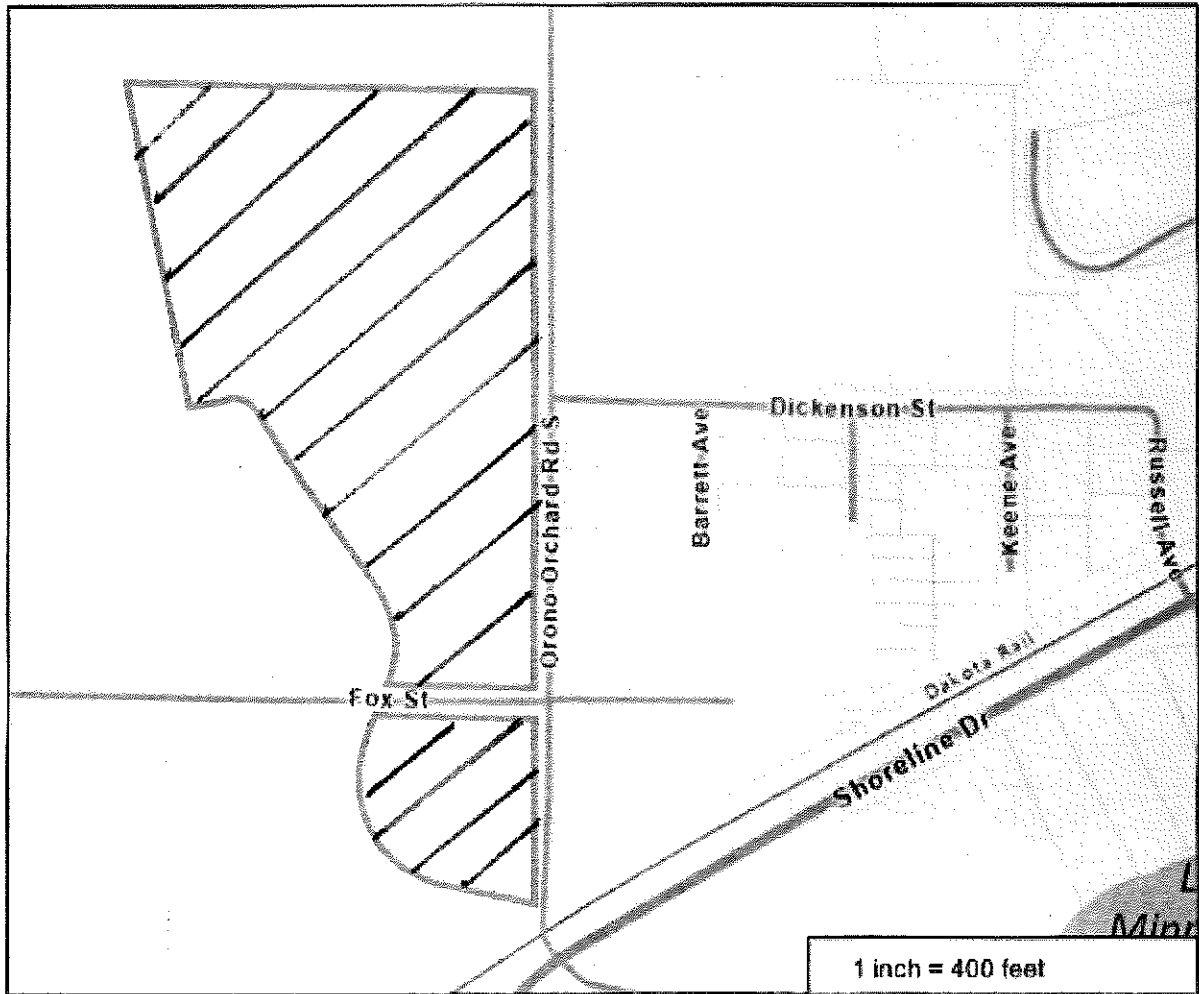 Dickenson St
Barrett Ave
Keene Ave
Russell Ave
Orono Orchard Rd S
Fox St
Dakota Rail
Shoreline Dr
L
Minn
1 inch = 400 feet